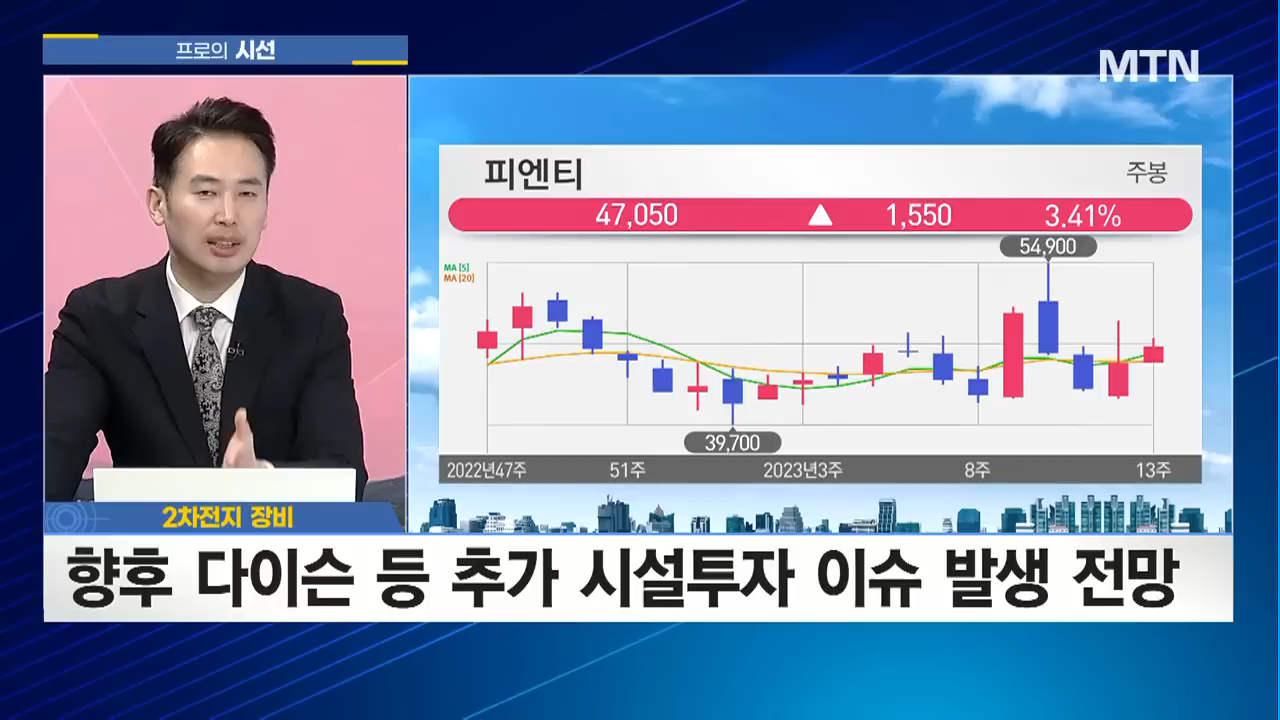 프로의 시선
MTN
피엔티
주봉
47,050 ▲ 1,550 3.41%
54,900
MA [5]
MA [20]
39,700
2022년47주 51주 2023년3주 8주 13주
2차전지 장비
향후 다이슨 등 추가 시설투자 이슈 발생 전망